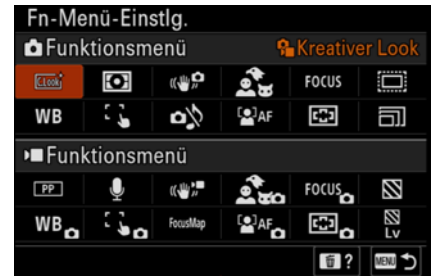 Fn-Menü-Einstlg.
Funktionsmenü Kreativer Look
C.Look FOCUS
WB AF
Funktionsmenü
PP FOCUS
WB FocusMap AF Lv
? MENU